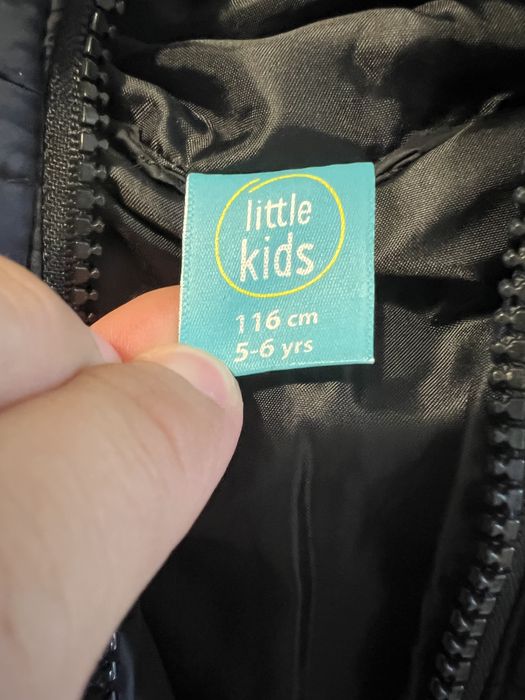 little
kids
116 cm
5-6 yrs